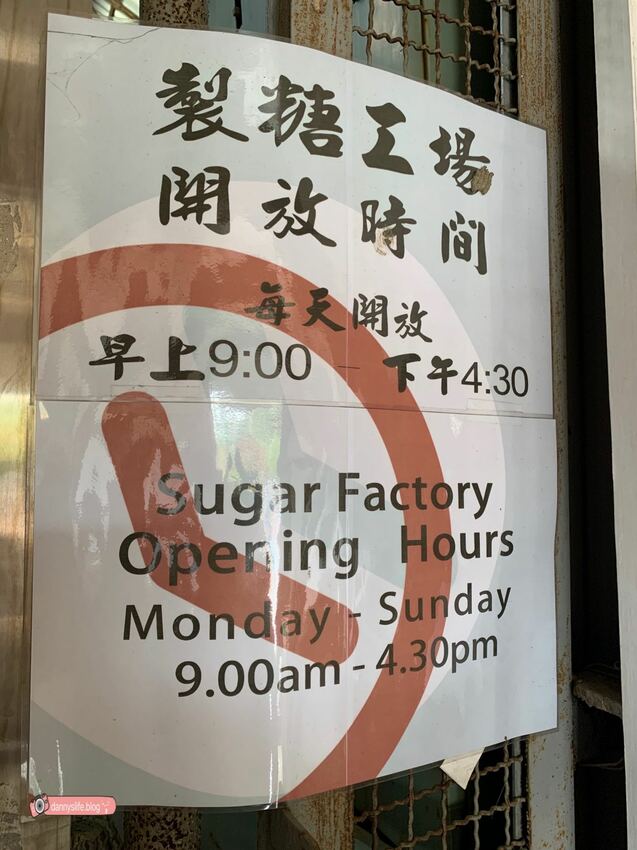 製糖工場
開放時間
每天開放
早上9:00 — 下午4:30
Sugar Factory
Opening Hours
Monday - Sunday
9.00am - 4.30pm
dannyslife.blog